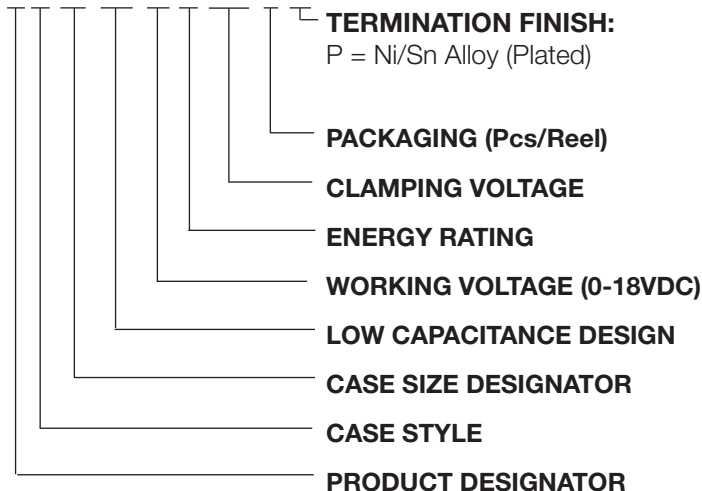 TERMINATION FINISH:
P = Ni/Sn Alloy (Plated)
PACKAGING (Pcs/Reel)
CLAMPING VOLTAGE
ENERGY RATING
WORKING VOLTAGE (0-18VDC)
LOW CAPACITANCE DESIGN
CASE SIZE DESIGNATOR
CASE STYLE
PRODUCT DESIGNATOR